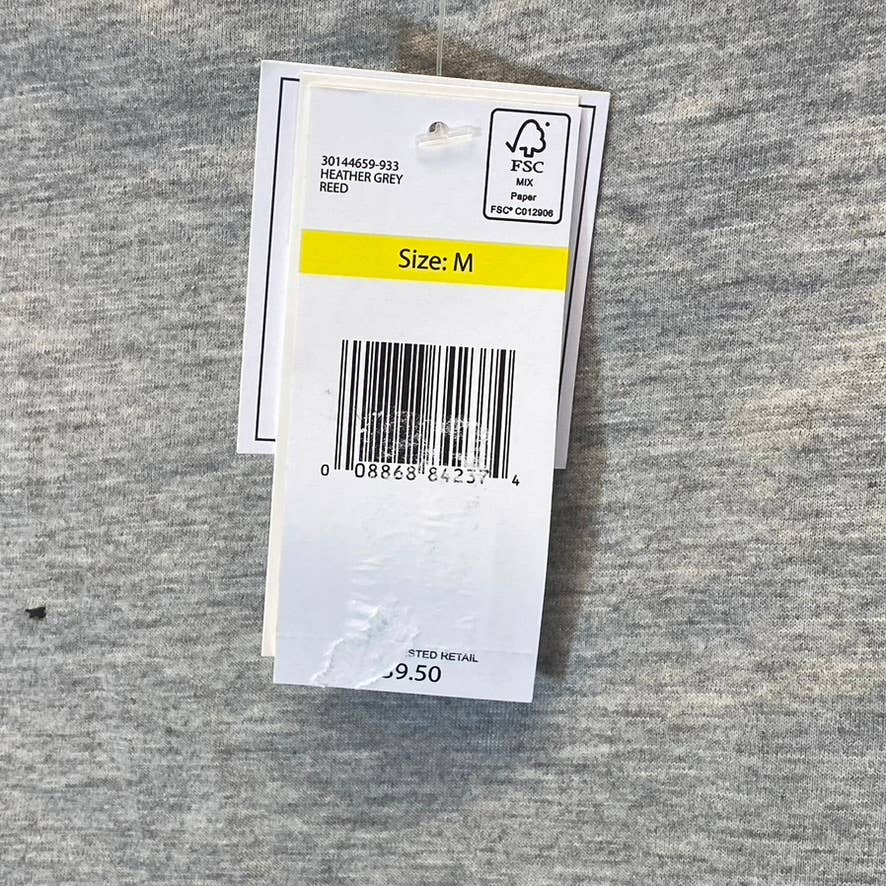 30144659-933
HEATHER GREY
REED
FSC
MIX
Paper
FSC® C012906
Size: M
0 08868 84237 4
STED RETAIL
9.50